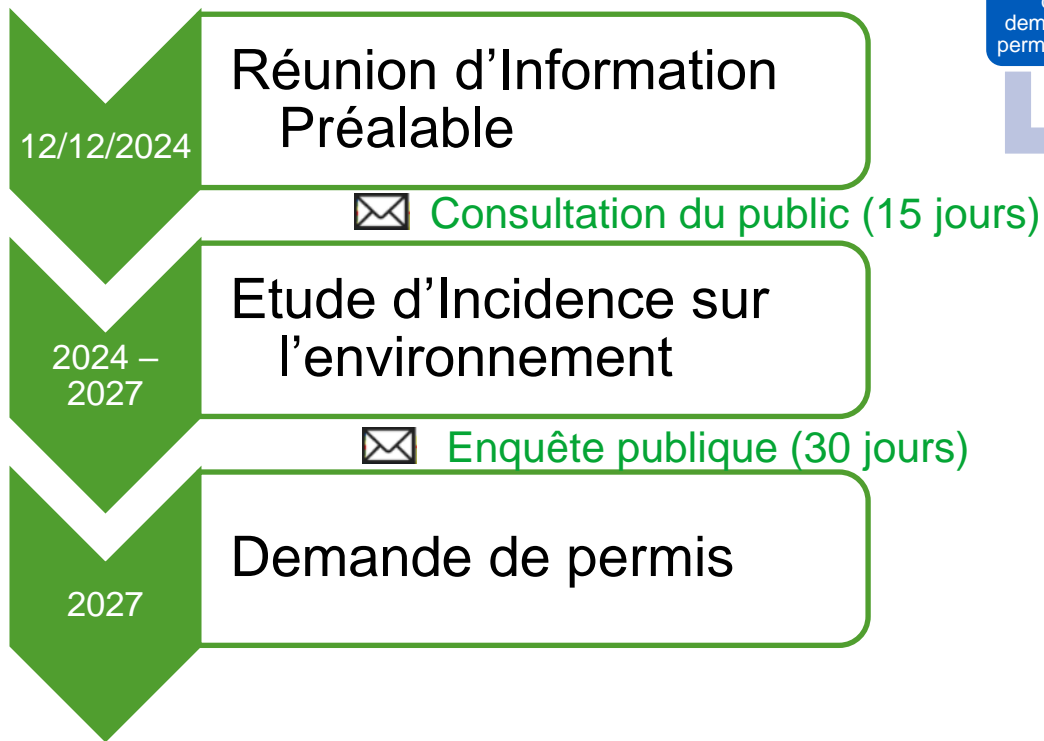 12/12/2024
Réunion d’Information
Préalable
Consultation du public (15 jours)
2024 –
2027
Etude d’Incidence sur
l’environnement
Enquête publique (30 jours)
2027
Demande de permis